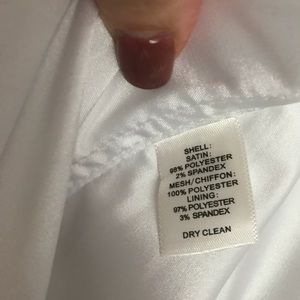 SHELL:
SATIN:
98% POLYESTER
2% SPANDEX
MESH/CHIFFON:
100% POLYESTER
LINING:
97% POLYESTER
3% SPANDEX
DRY CLEAN